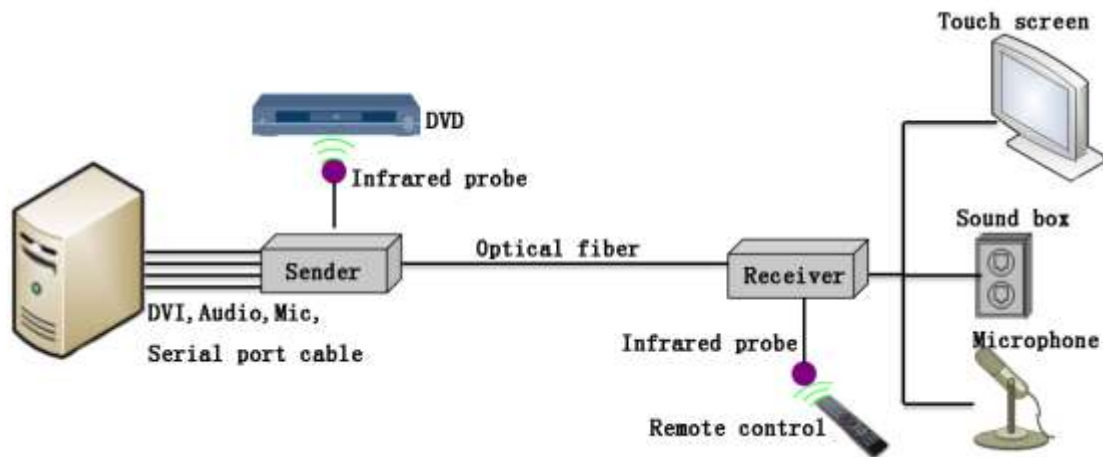 Touch screen
DVD
Infrared probe
Sound box
Optical fiber
Sender
Receiver
DVI, Audio, Mic,
Serial port cable
Infrared probe
Microphone
Remote control